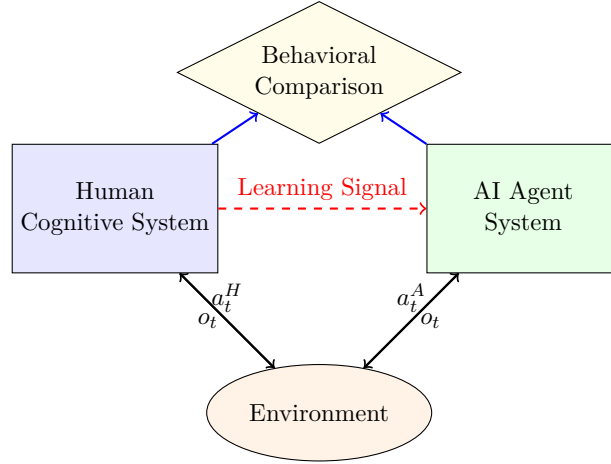 Behavioral
Comparison
Human
Cognitive System
Learning Signal
AI Agent
System
a_t^H
o_t
a_t^A
o_t
Environment